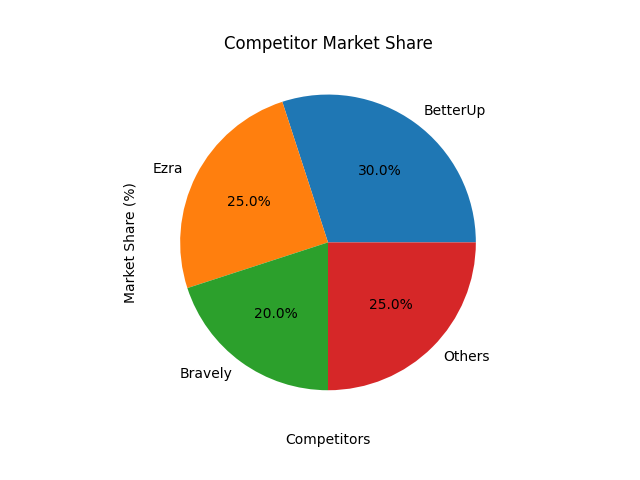 Competitor Market Share
BetterUp
30.0%
Ezra
25.0%
Bravely
20.0%
Others
25.0%
Market Share (%)
Competitors